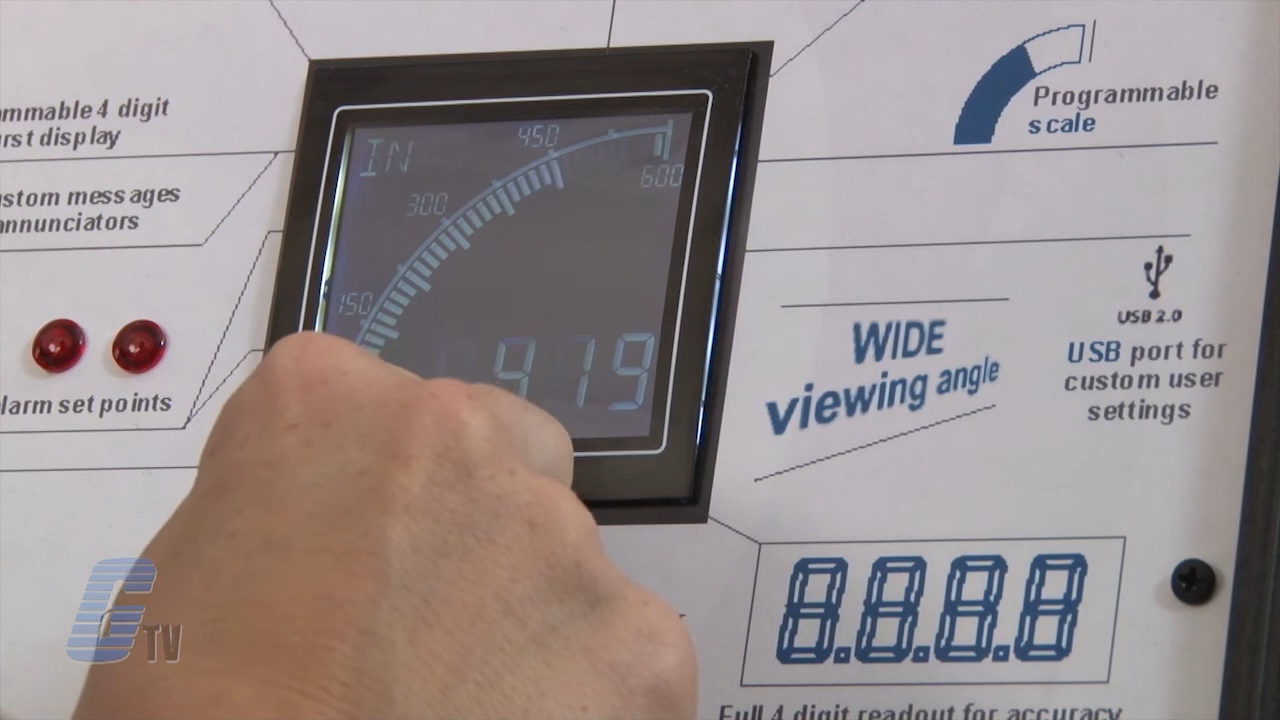 mmable 4 digit
rst display
stom messages
annunciators
larm set points
IN
150
300
450
600
479
Programmable
scale
WIDE
viewing angle
USB 2.0
USB port for
custom user
settings
8.8.8.8
Full 4 digit readout for accuracy
G TV